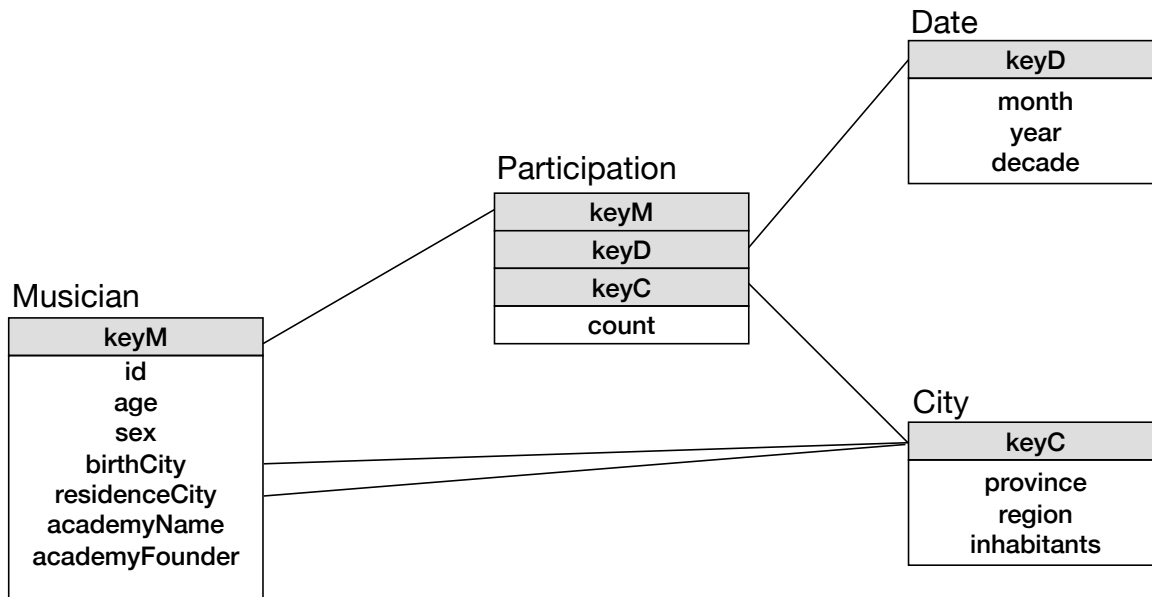 Date
keyD
month
year
decade
Participation
keyM
keyD
keyC
count
Musician
keyM
id
age
sex
birthCity
residenceCity
academyName
academyFounder
City
keyC
province
region
inhabitants